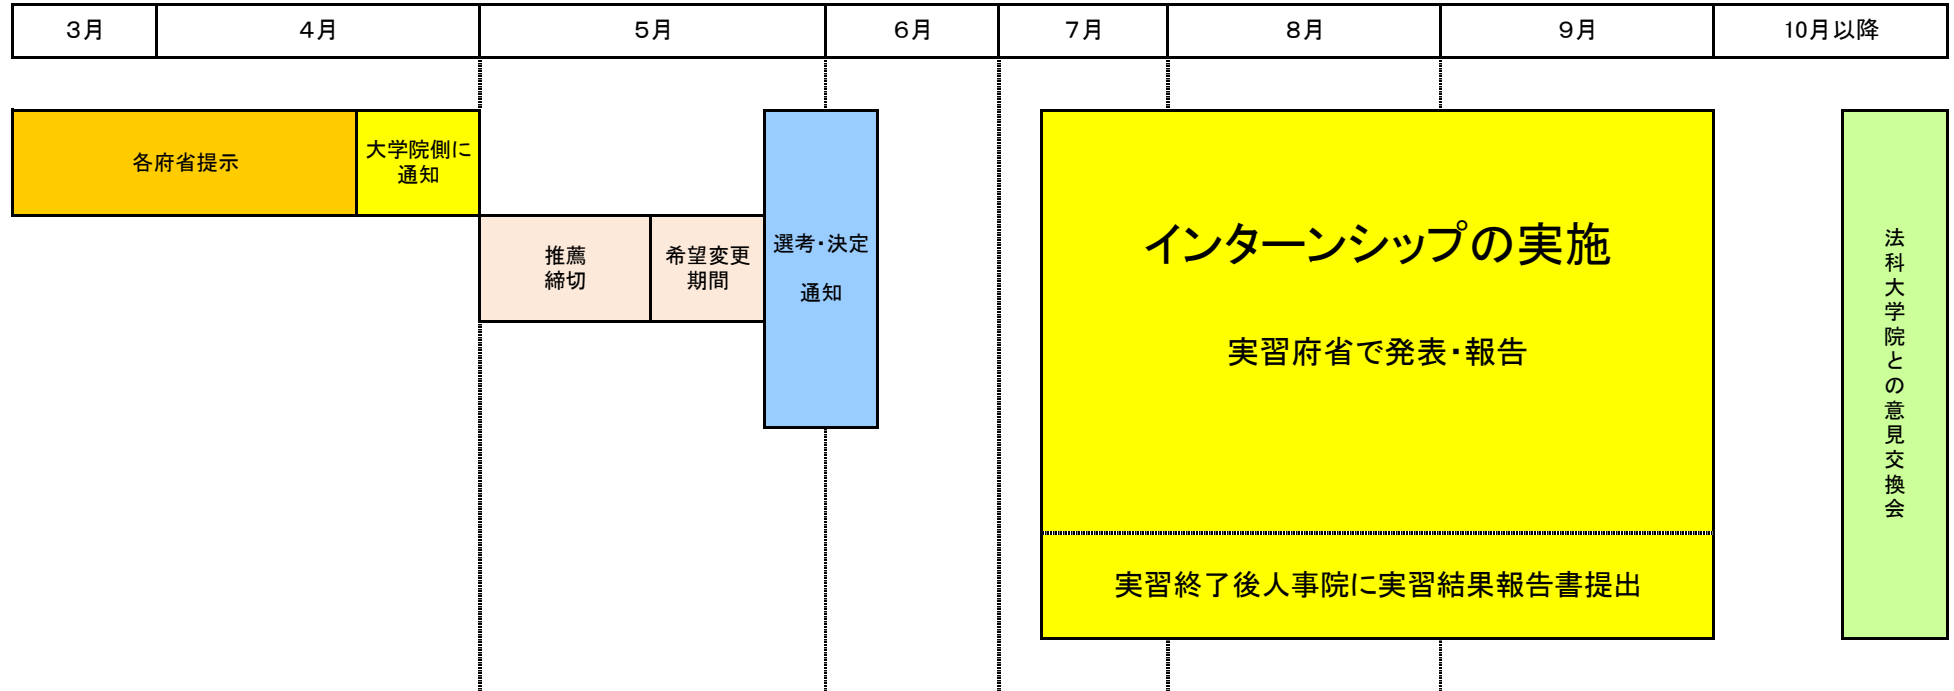 ３月
４月
５月
６月
７月
８月
９月
10月以降
各府省提示
大学院側に
通知
推薦
締切
希望変更
期間
選考・決定
通知
インターンシップの実施
実習府省で発表・報告
実習終了後人事院に実習結果報告書提出
法科大学院との意見交換会